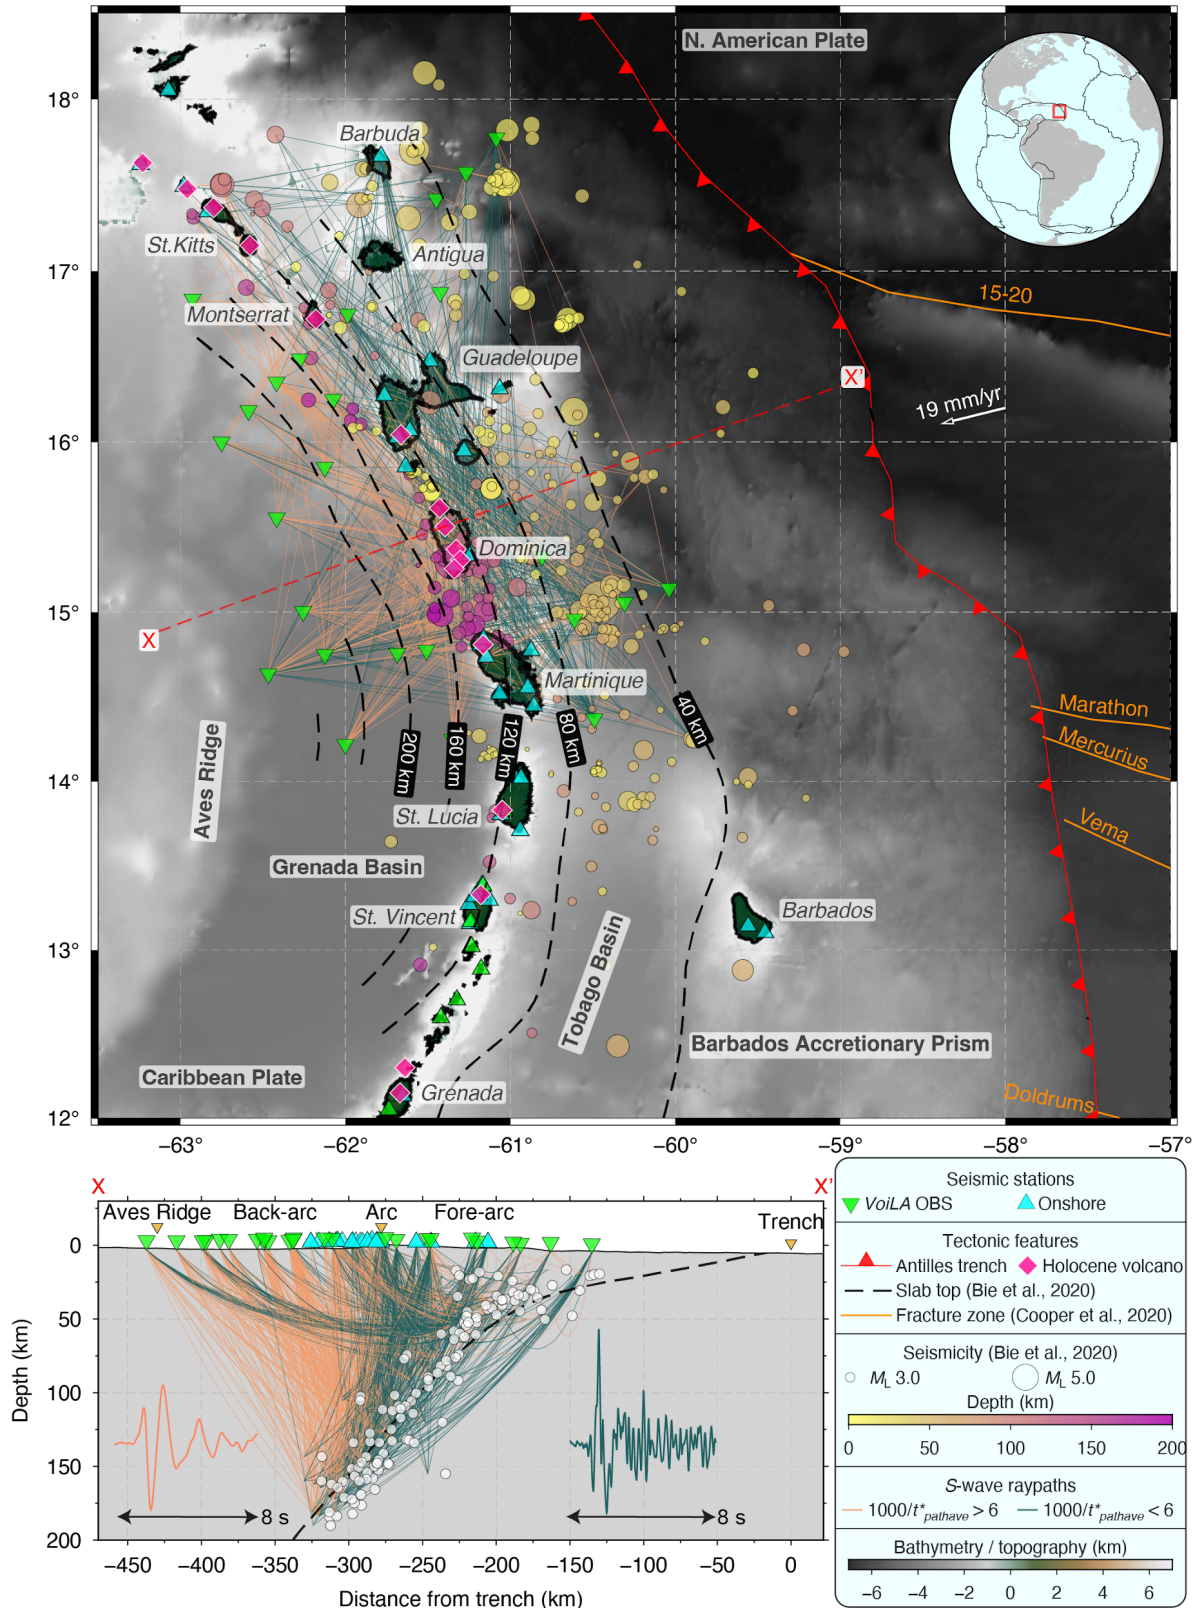 N. American Plate
18°
Barbuda
St.Kitts
Antigua
17°
15-20
Montserrat
Guadeloupe
X'
19 mm/yr
16°
Dominica
15°
X
Martinique
40 km
Marathon
80 km
120 km
160 km
200 km
Mercurius
Aves Ridge
14°
St. Lucia
Vema
Grenada Basin
St. Vincent
Barbados
Tobago Basin
13°
Barbados Accretionary Prism
Caribbean Plate
Grenada
Doldrums
12°
−63° −62° −61° −60° −59° −58° −57°
X X'
Aves Ridge Back-arc Arc Fore-arc Trench
0
50
100
150
200
Depth (km)
8 s 8 s
−450 −400 −350 −300 −250 −200 −150 −100 −50 0
Distance from trench (km)
Seismic stations
VoiLA OBS Onshore
Tectonic features
Antilles trench Holocene volcano
Slab top (Bie et al., 2020)
Fracture zone (Cooper et al., 2020)
Seismicity (Bie et al., 2020)
ML 3.0 ML 5.0
Depth (km)
0 50 100 150 200
S-wave raypaths
1000/t*pathave > 6 1000/t*pathave < 6
Bathymetry / topography (km)
−6 −4 −2 0 2 4 6